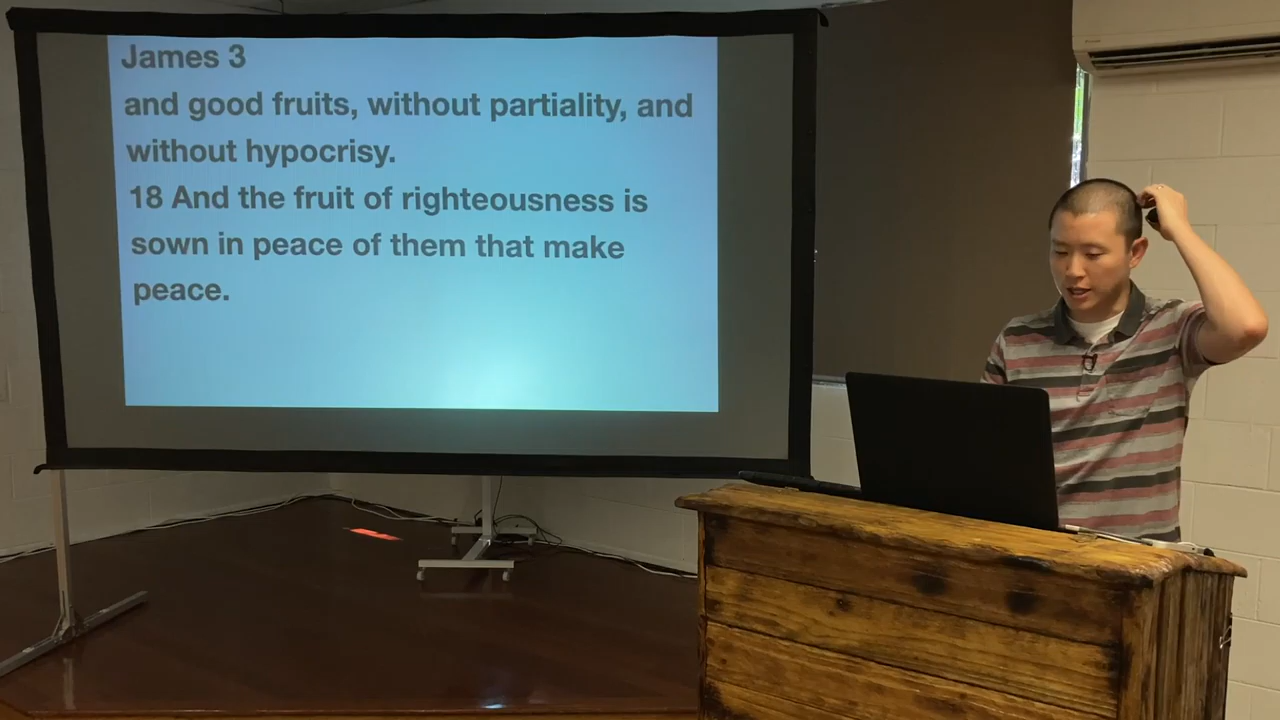 James 3
and good fruits, without partiality, and
without hypocrisy.
18 And the fruit of righteousness is
sown in peace of them that make
peace.